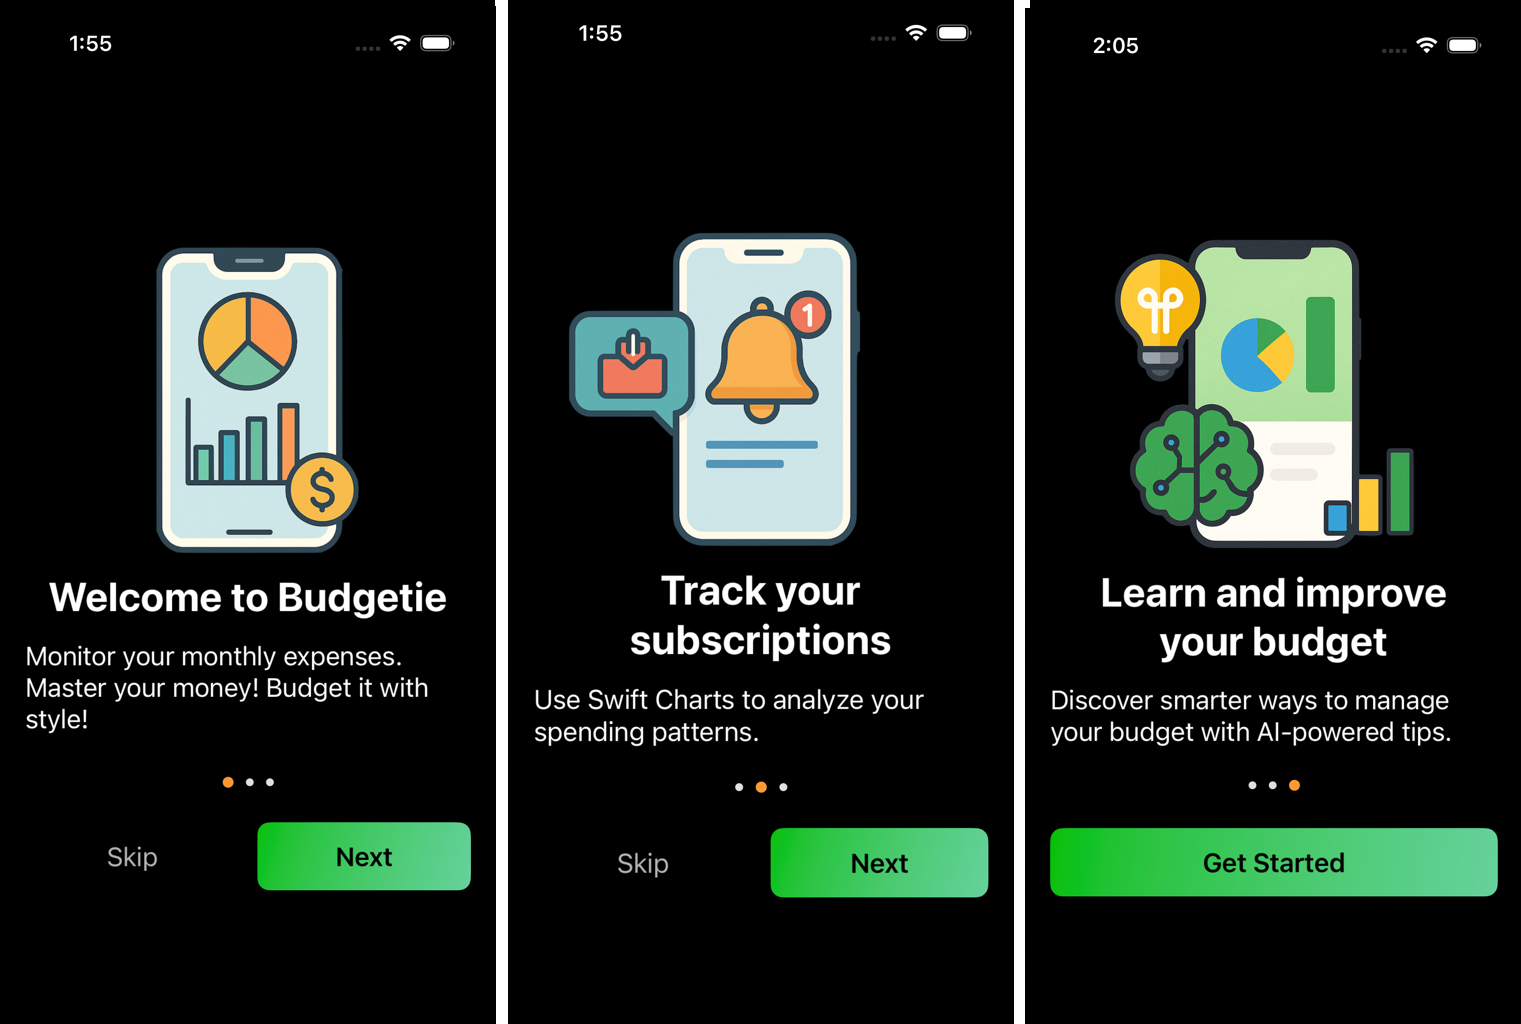 1:55
$
Welcome to Budgetie
Monitor your monthly expenses.
Master your money! Budget it with
style!
Skip
Next
1:55
1
Track your
subscriptions
Use Swift Charts to analyze your
spending patterns.
Skip
Next
2:05
Learn and improve
your budget
Discover smarter ways to manage
your budget with AI-powered tips.
Get Started